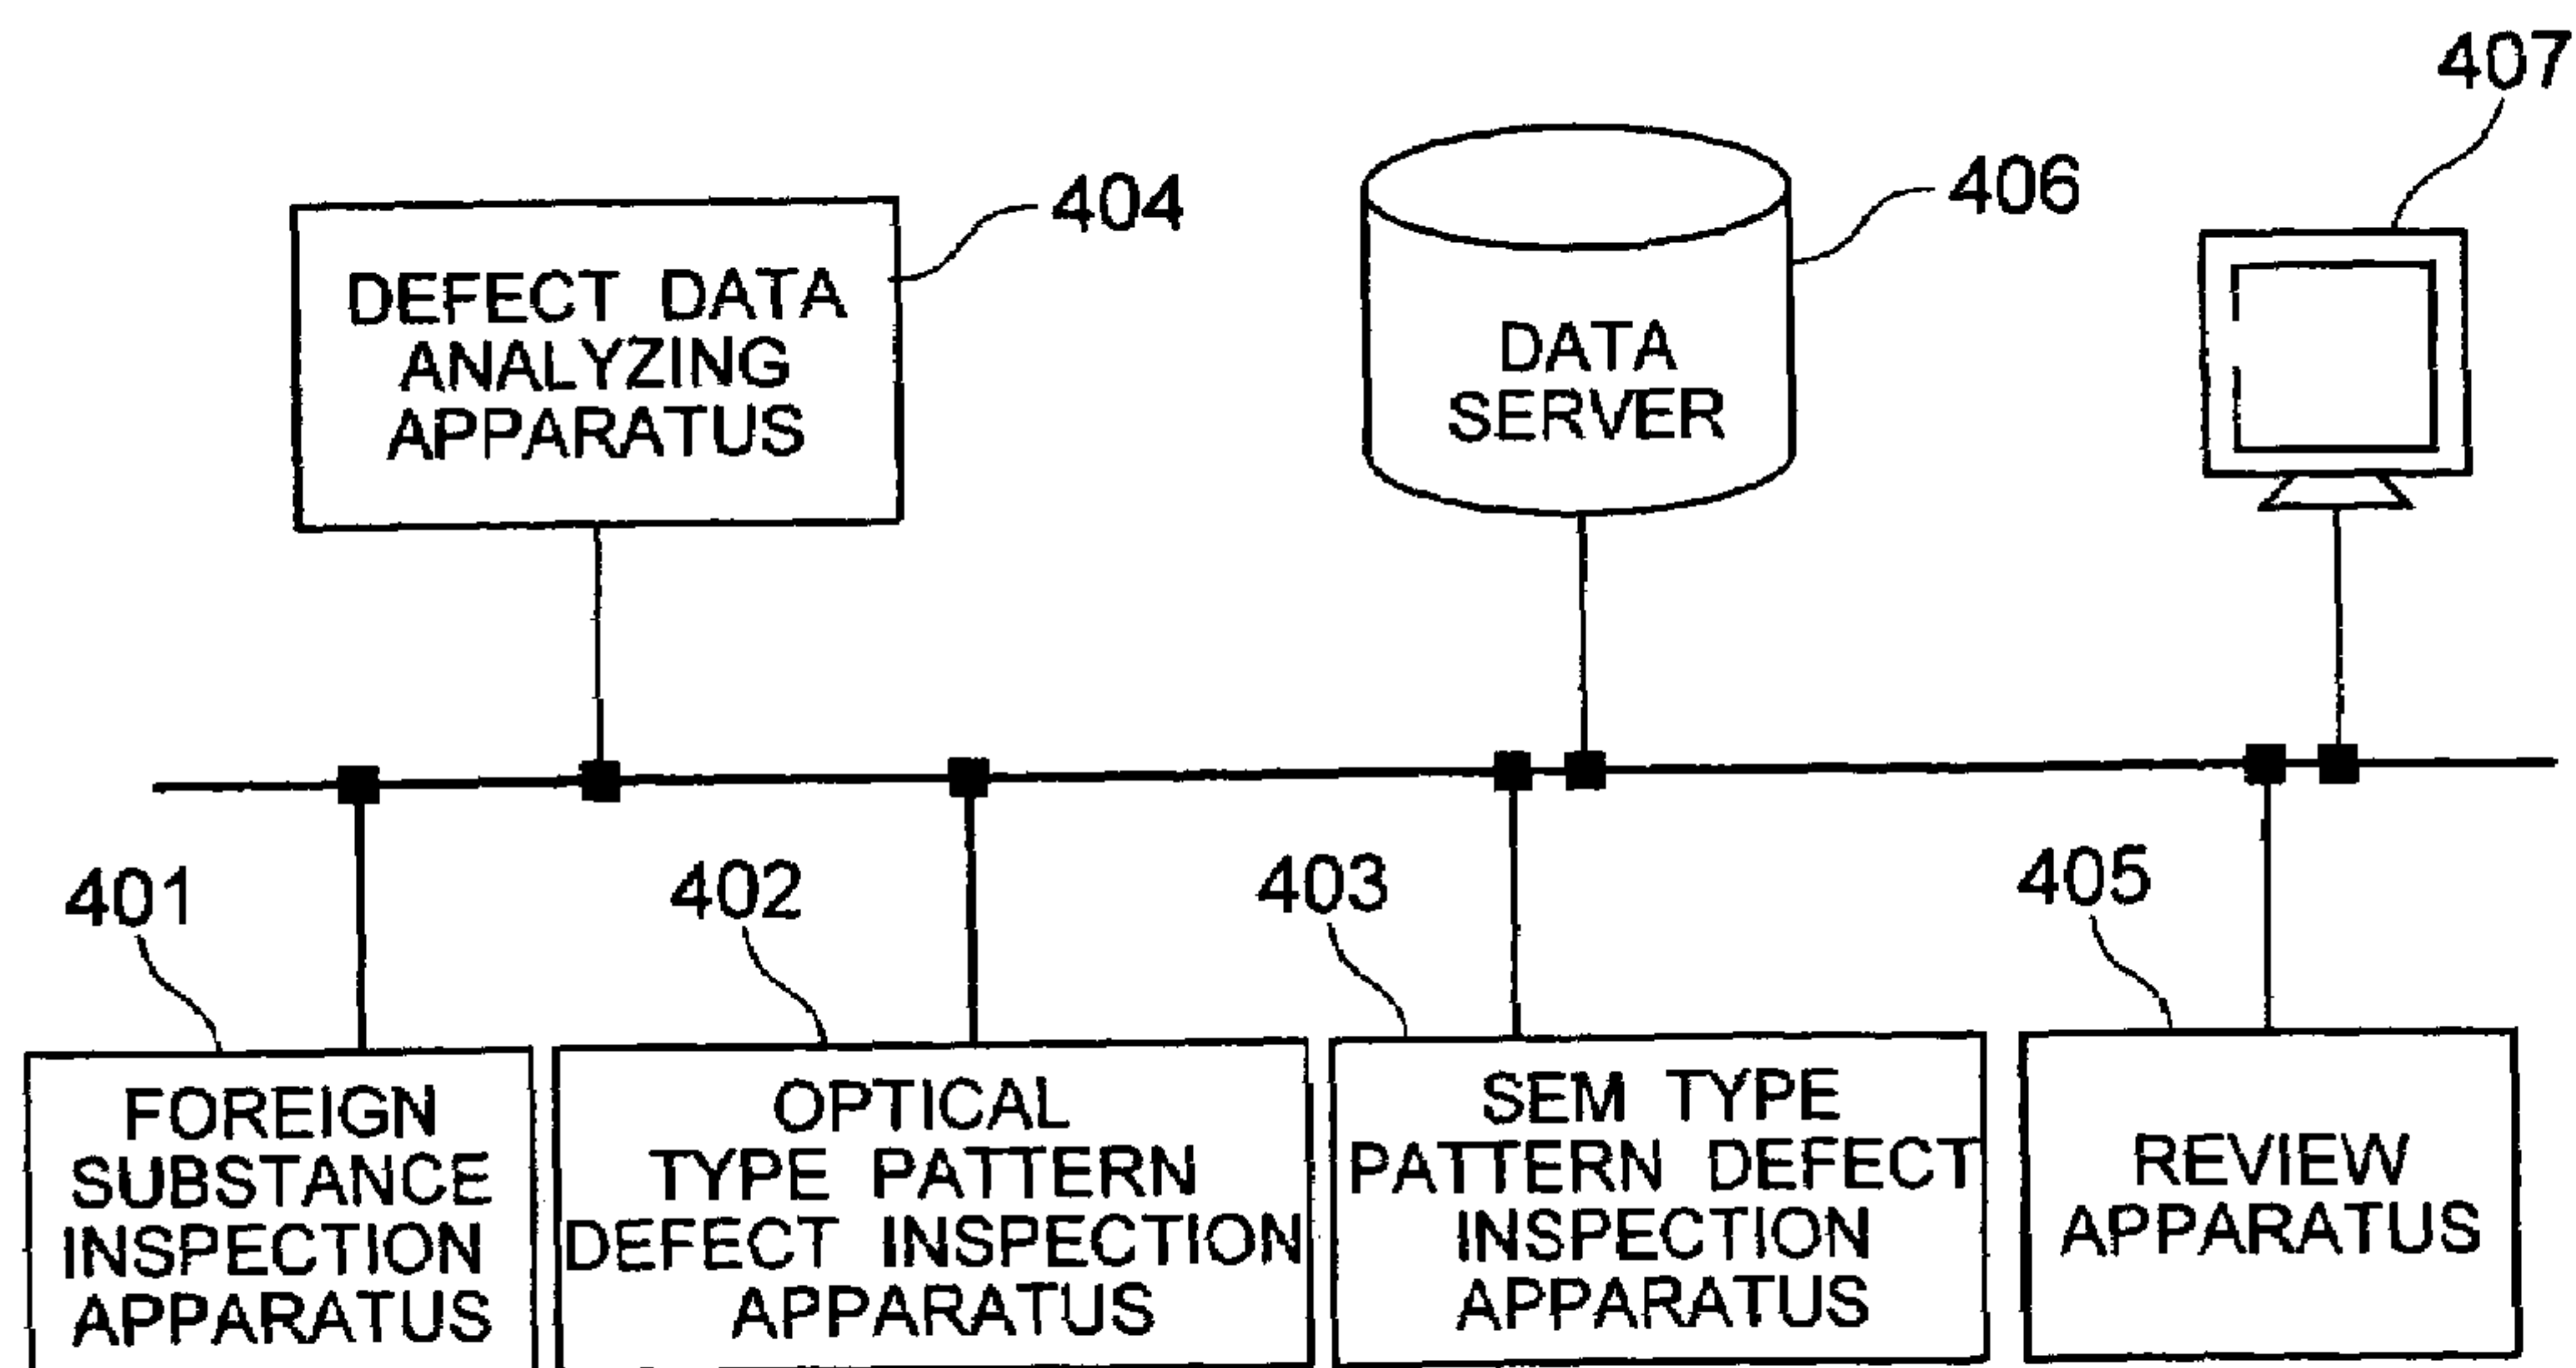 407
404
406
DEFECT DATA
ANALYZING
APPARATUS
DATA
SERVER
401
402
403
405
FOREIGN
SUBSTANCE
INSPECTION
APPARATUS
OPTICAL
TYPE PATTERN
DEFECT INSPECTION
APPARATUS
SEM TYPE
PATTERN DEFECT
INSPECTION
APPARATUS
REVIEW
APPARATUS